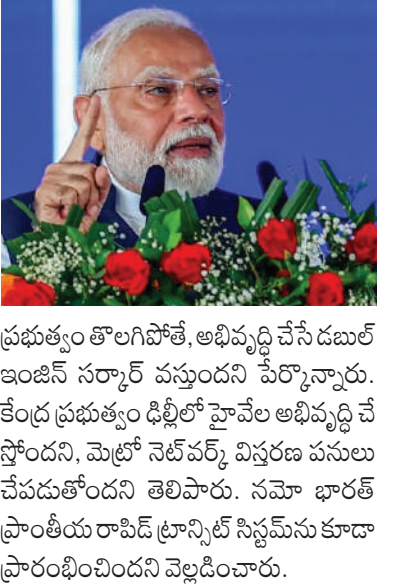 ప్రభుత్వం తొలగిపోతే, అభివృద్ధి చేసే డబుల్
ఇంజిన్ సర్కార్ వస్తుందని పేర్కొన్నారు.
కేంద్ర ప్రభుత్వం ఢిల్లీలో హైవేల అభివృద్ధి చే
స్తోందని, మెట్రో నెట్‌వర్క్ విస్తరణ పనులు
చేపడుతోందని తెలిపారు. నమో భారత్
ప్రాంతీయ రాపిడ్ ట్రాన్సిట్ సిస్టమ్‌ను కూడా
ప్రారంభించిందని వెల్లడించారు.